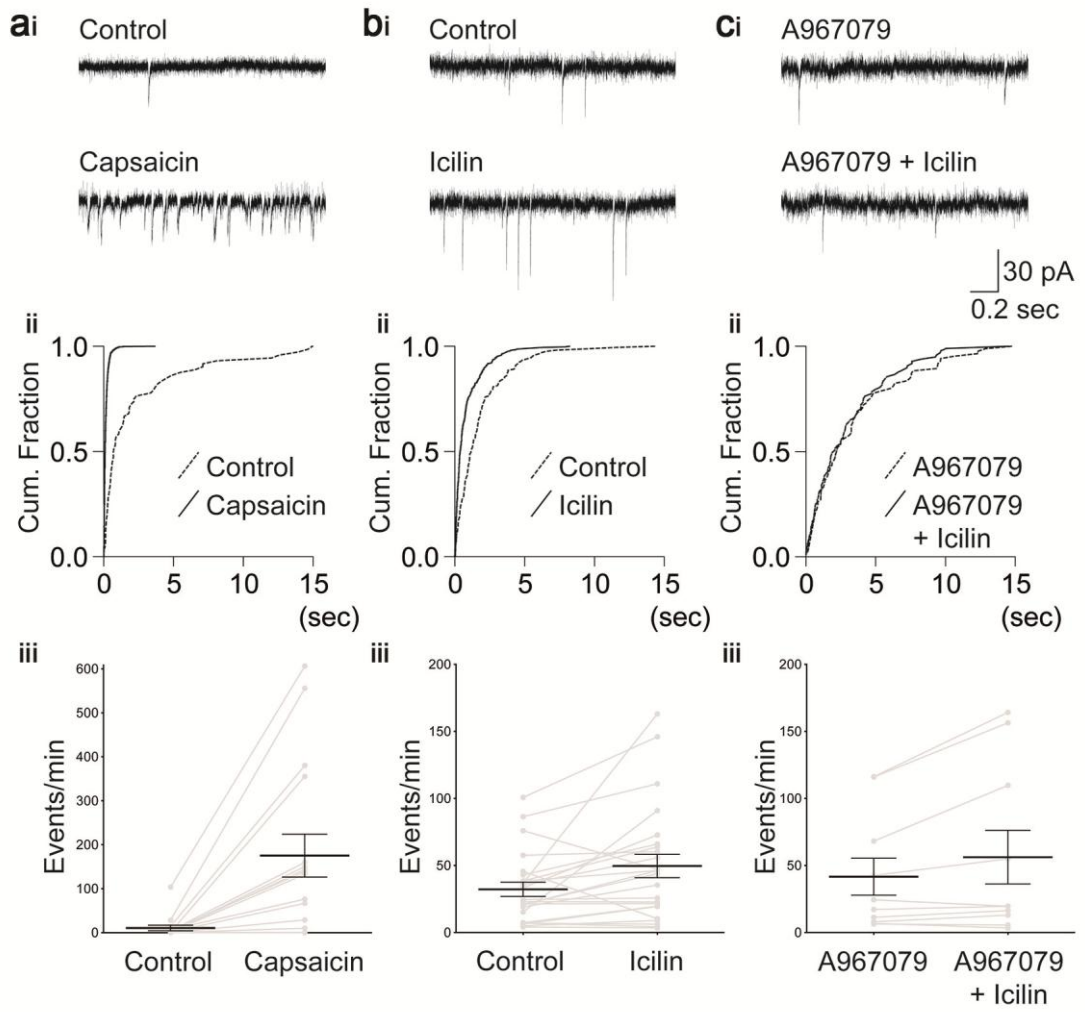 ai
Control
Capsaicin
bi
Control
Icilin
ci
A967079
A967079 + Icilin
30 pA
0.2 sec
ii
Cum. Fraction
1.0
0.5
0.0
Control
Capsaicin
0 5 10 15
(sec)
ii
Cum. Fraction
1.0
0.5
0.0
Control
Icilin
0 5 10 15
(sec)
ii
Cum. Fraction
1.0
0.5
0.0
A967079
A967079
+ Icilin
0 5 10 15
(sec)
iii
Events/min
600
500
400
300
200
100
0
Control Capsaicin
iii
Events/min
200
150
100
50
0
Control Icilin
iii
Events/min
200
150
100
50
0
A967079 A967079
+ Icilin